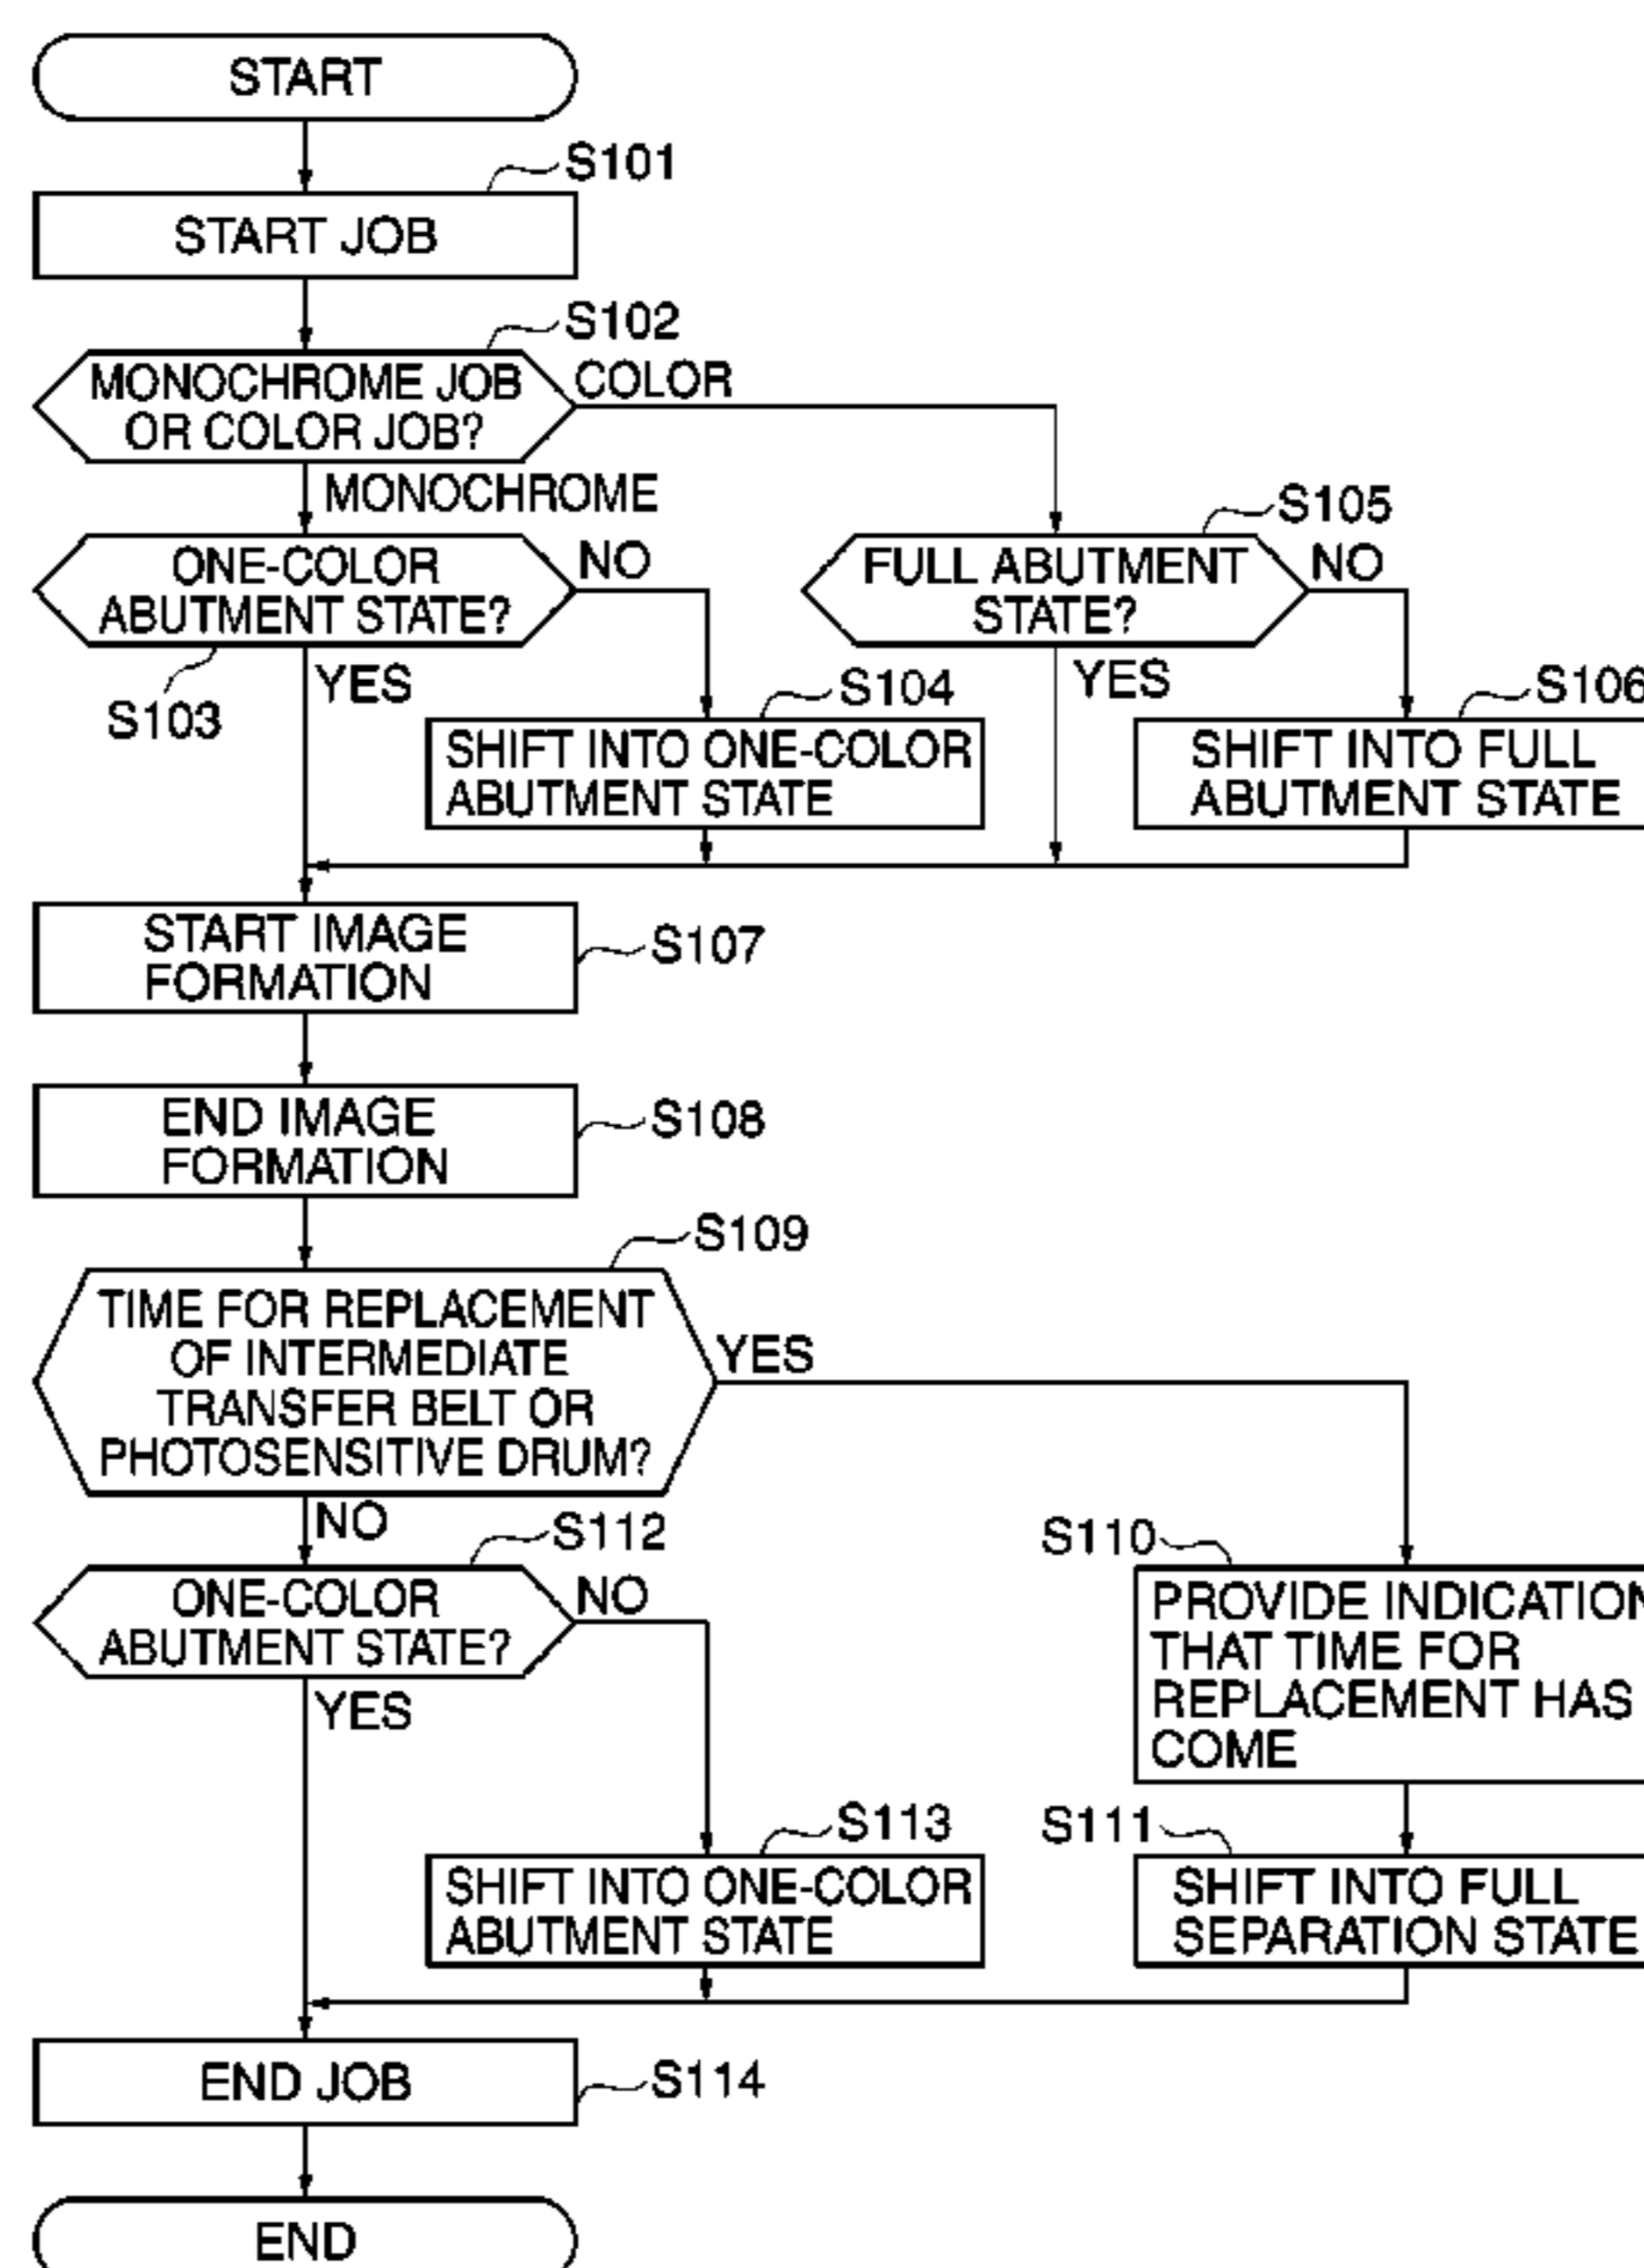 START
S101
START JOB
S102
MONOCHROME JOB
OR COLOR JOB?
COLOR
MONOCHROME
S105
ONE-COLOR
ABUTMENT STATE?
NO
FULL ABUTMENT
STATE?
NO
S103
YES
S104
YES
S106
SHIFT INTO ONE-COLOR
ABUTMENT STATE
SHIFT INTO FULL
ABUTMENT STATE
START IMAGE
FORMATION
S107
END IMAGE
FORMATION
S108
S109
TIME FOR REPLACEMENT
OF INTERMEDIATE
TRANSFER BELT OR
PHOTOSENSITIVE DRUM?
YES
NO
S112
S110
ONE-COLOR
ABUTMENT STATE?
NO
PROVIDE INDICATION
THAT TIME FOR
REPLACEMENT HAS
COME
YES
S113
S111
SHIFT INTO ONE-COLOR
ABUTMENT STATE
SHIFT INTO FULL
SEPARATION STATE
END JOB
S114
END